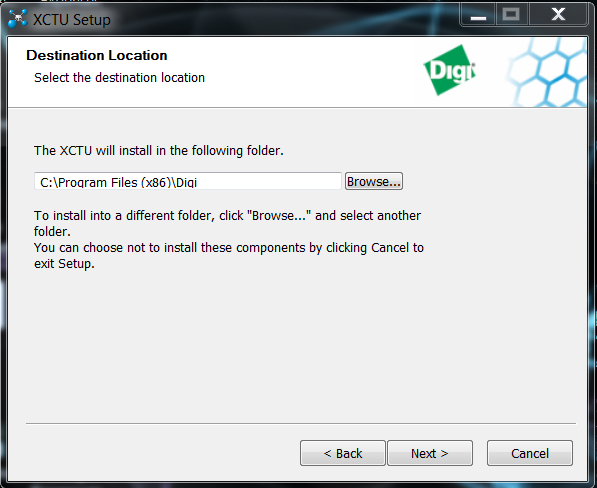 XCTU Setup
Destination Location
Select the destination location
Digi
The XCTU will install in the following folder.
C:\Program Files (x86)\Digi
Browse...
To install into a different folder, click "Browse..." and select another
folder.
You can choose not to install these components by clicking Cancel to
exit Setup.
< Back
Next >
Cancel